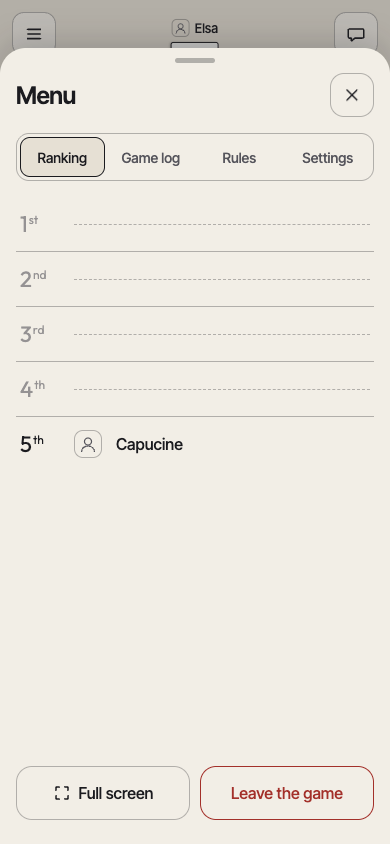 Elsa
Menu
Ranking Game log Rules Settings
1st
2nd
3rd
4th
5th Capucine
Full screen Leave the game